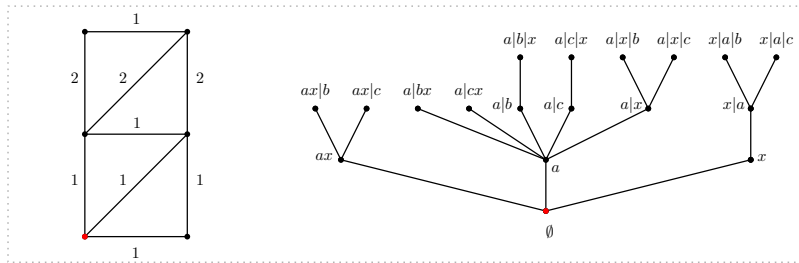 1
2 2 2
1
1 1 1
1
a|b|x a|c|x a|x|b a|x|c x|a|b x|a|c
ax|b ax|c a|bx a|cx a|b a|c a|x x|a
ax a x
∅